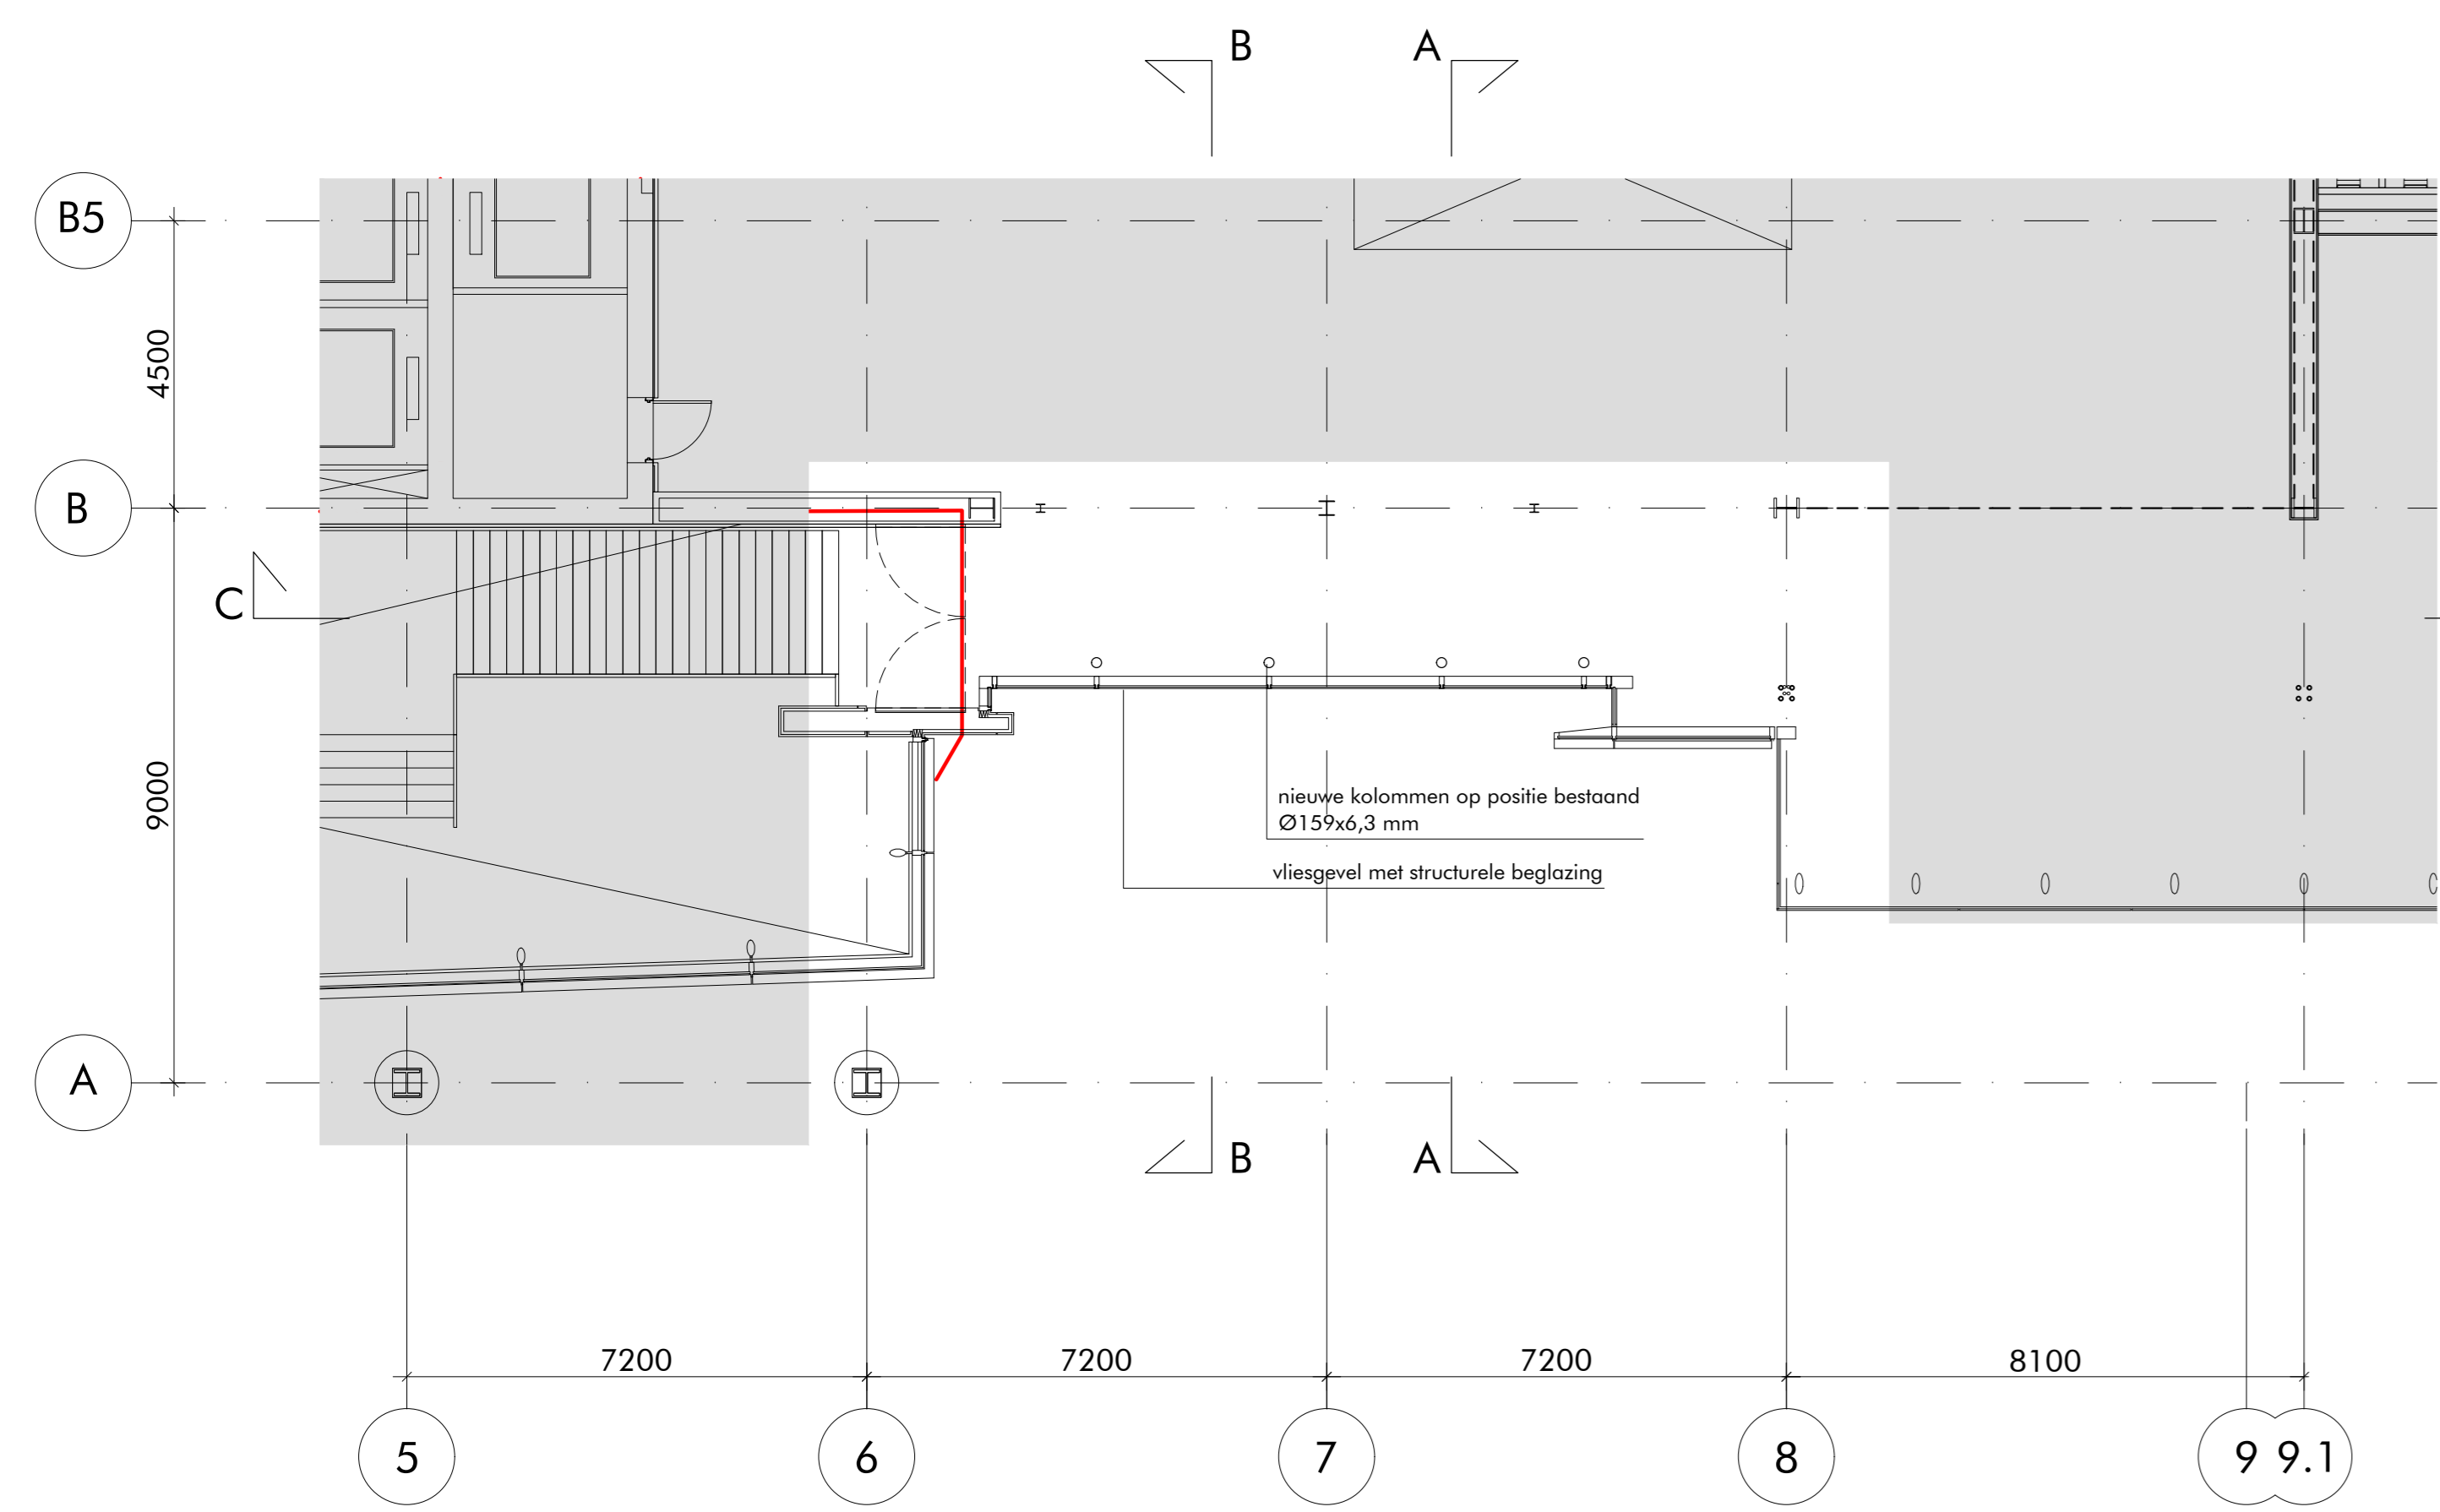 B
A
B5
4500
B
C
9000
nieuwe kolommen op positie bestaand
Ø159x6,3 mm
vliesgevel met structurele beglazing
A
B
A
7200
7200
7200
8100
5
6
7
8
9
9.1